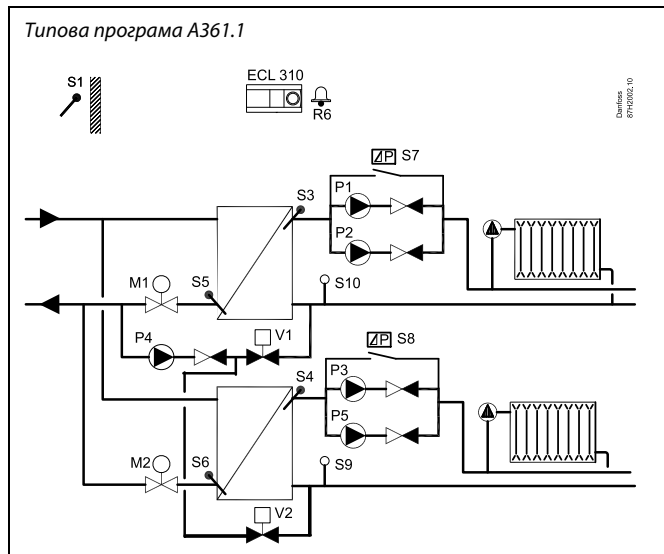 Типова програма A361.1
S1
ECL 310
R6
Danfoss
87H2002.10
⊿P S7
P1
S3
P2
M1
S5
S10
P4
V1
⊿P S8
S4
P3
P5
M2
S6
S9
V2